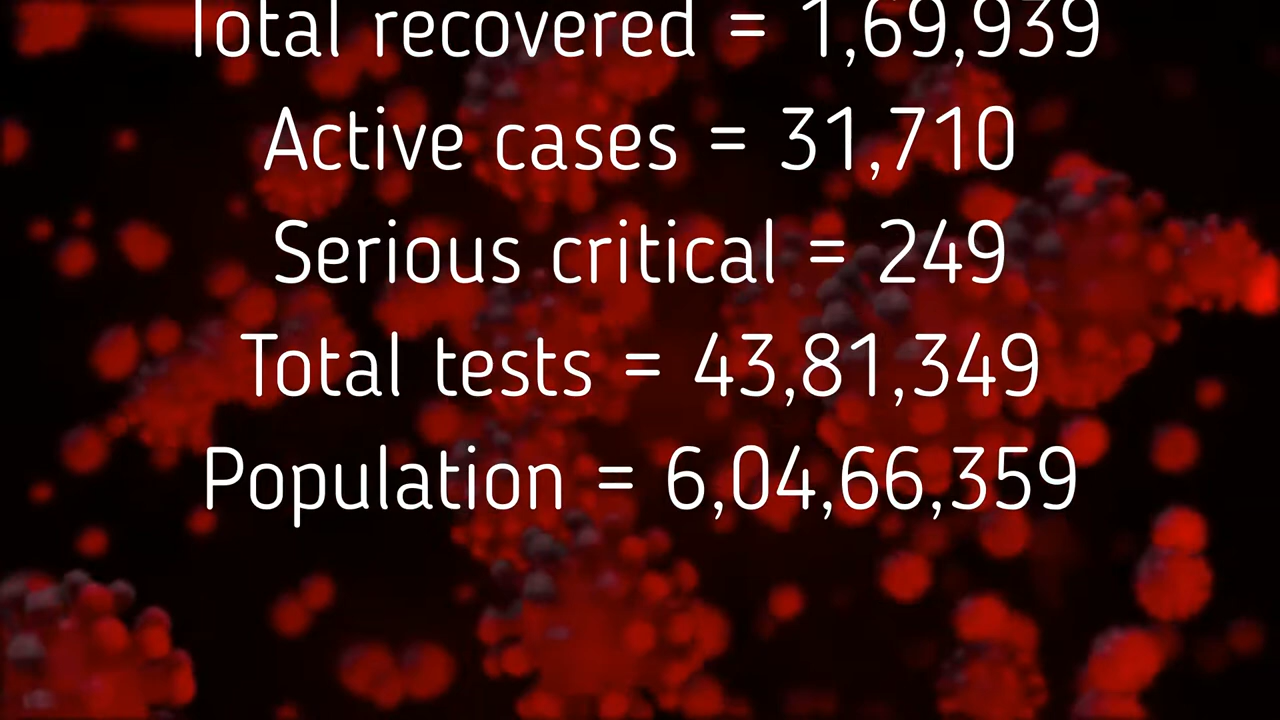 Total recovered = 1,69,939
Active cases = 31,710
Serious critical = 249
Total tests = 43,81,349
Population = 6,04,66,359